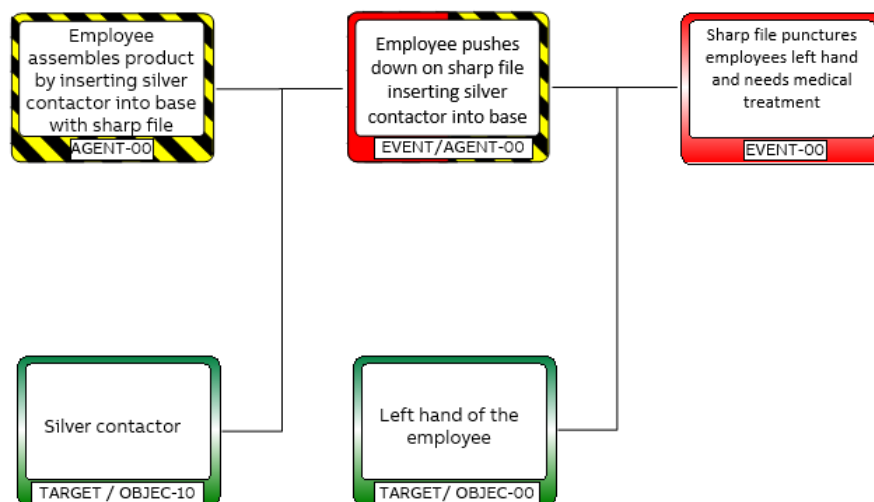 Employee
assembles product
by inserting silver
contactor into base
with sharp file
AGENT-00
Employee pushes
down on sharp file
inserting silver
contactor into base
EVENT/AGENT-00
Sharp file punctures
employees left hand
and needs medical
treatment
EVENT-00
Silver contactor
TARGET / OBJEC-10
Left hand of the
employee
TARGET/ OBJEC-00